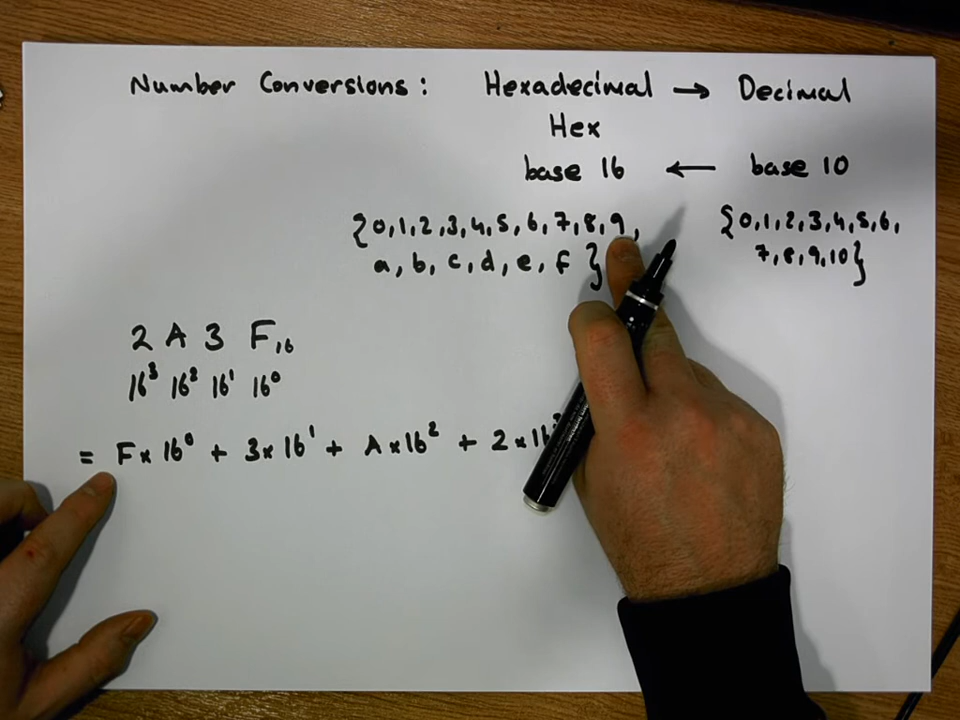 Number Conversions: Hexadecimal → Decimal
Hex
base 16 ← base 10
{0,1,2,3,4,5,6,7,8,9, {0,1,2,3,4,5,6,
a, b, c, d, e, f } 7,8,9,10}
2 A 3 F₁₆
16³ 16² 16¹ 16⁰
= F x 16⁰ + 3 x 16¹ + A x 16² + 2 x 16³